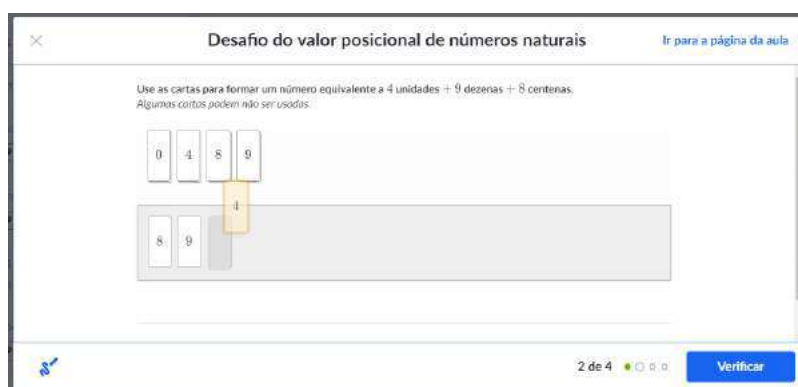 Desafio do valor posicional de números naturais
Ir para a página da aula
Use as cartas para formar um número equivalente a 4 unidades + 9 dezenas + 8 centenas.
Algumas cartas podem não ser usadas.
0 4 8 9
4
8 9
2 de 4
Verificar